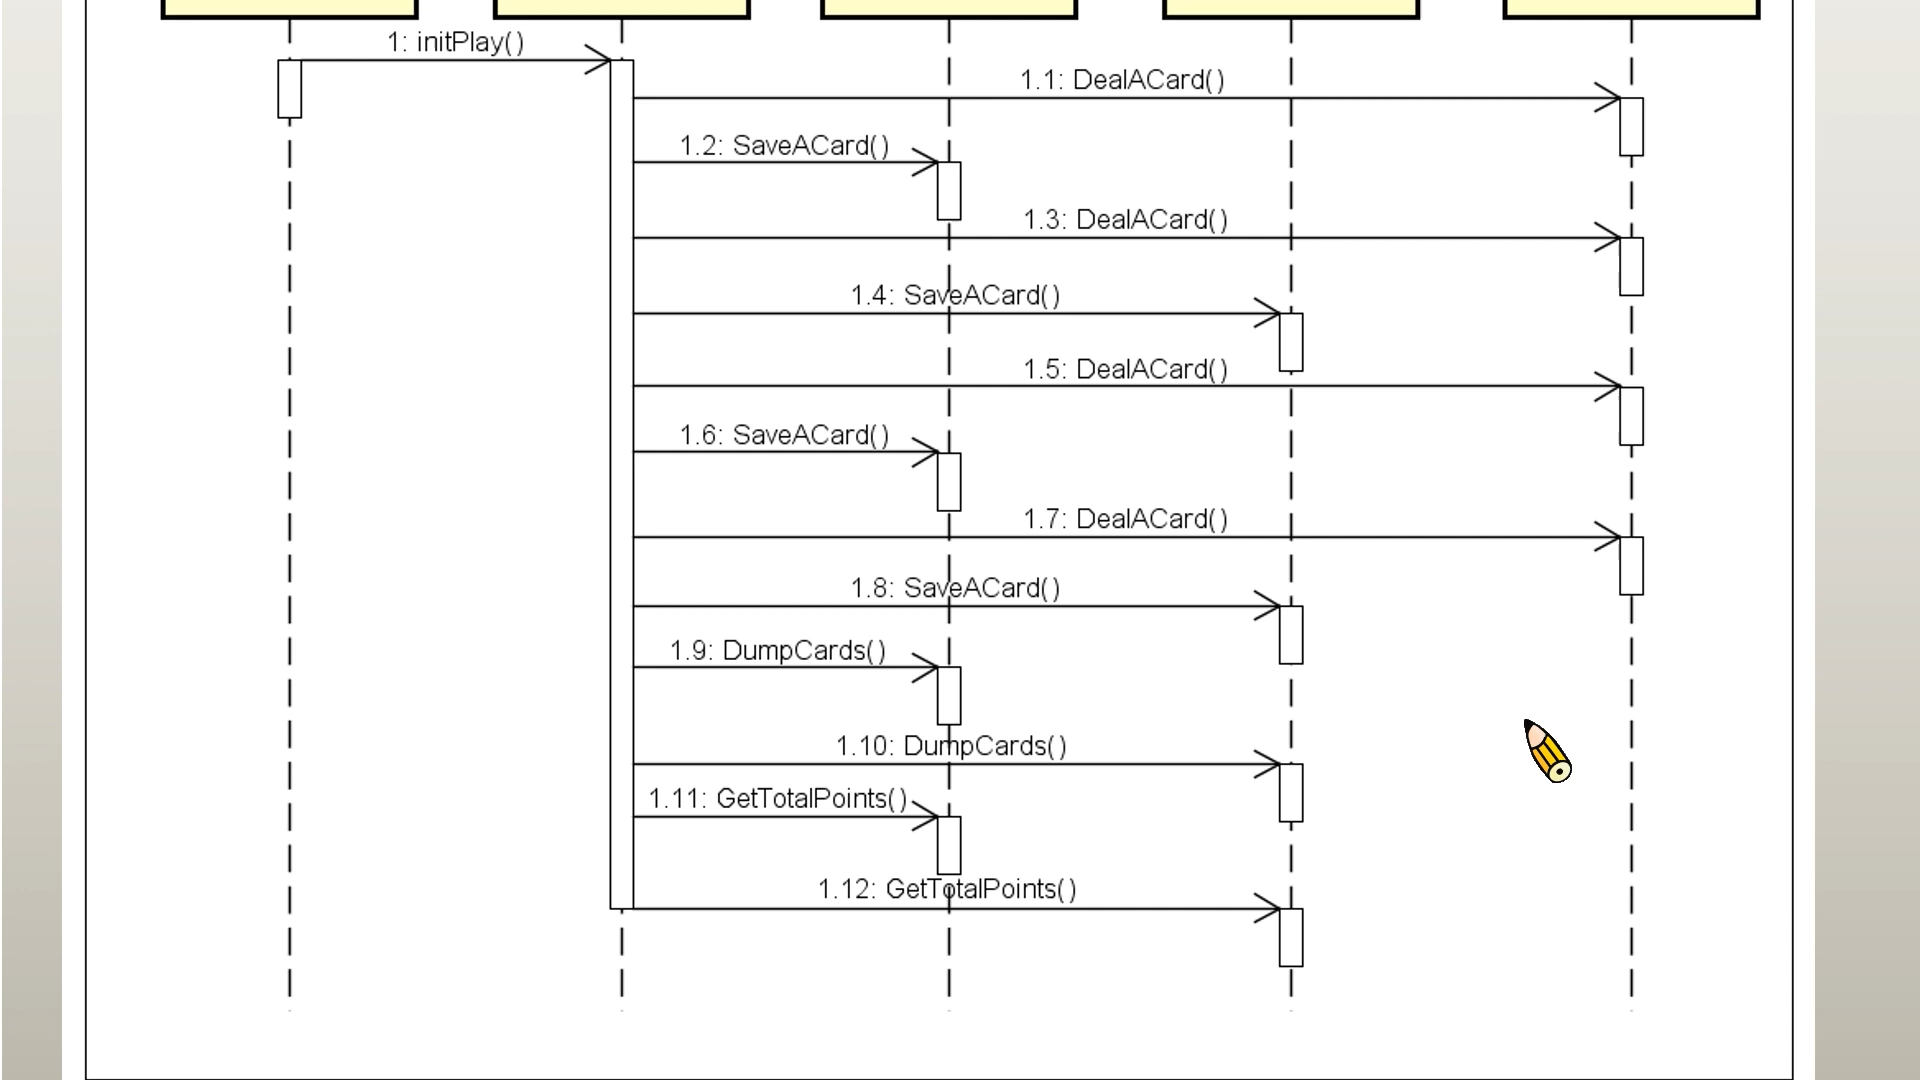 1: initPlay()
1.1: DealACard()
1.2: SaveACard()
1.3: DealACard()
1.4: SaveACard()
1.5: DealACard()
1.6: SaveACard()
1.7: DealACard()
1.8: SaveACard()
1.9: DumpCards()
1.10: DumpCards()
1.11: GetTotalPoints()
1.12: GetTotalPoints()